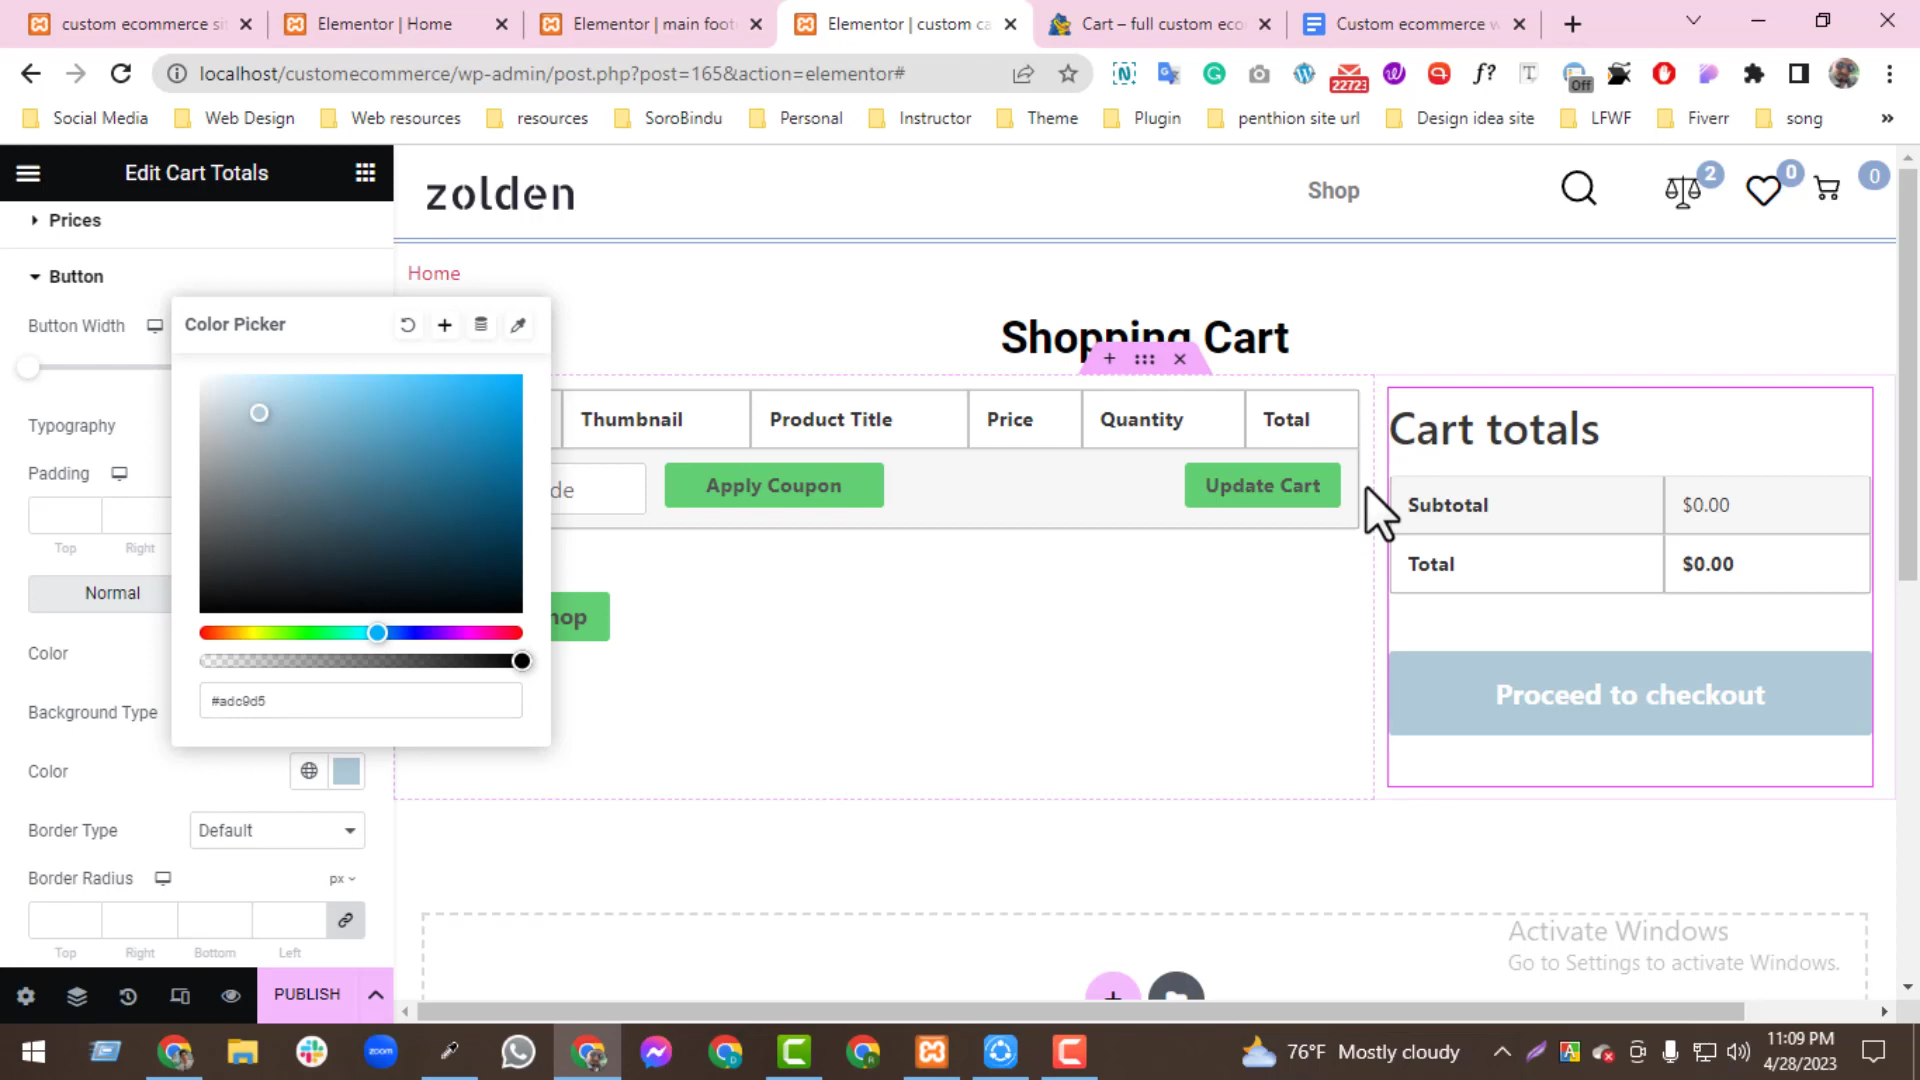 custom ecommerce si
Elementor | Home
Elementor | main foot
Elementor | custom ca
Cart – full custom eco
Custom ecommerce w
localhost/customecommerce/wp-admin/post.php?post=165&action=elementor#
22723
f?
T
Off
Social Media
Web Design
Web resources
resources
SoroBindu
Personal
Instructor
Theme
Plugin
penthion site url
Design idea site
LFWF
Fiverr
song
»
Edit Cart Totals
Prices
Button
Button Width
Typography
Padding
Top
Right
Normal
Color
Background Type
Color
Border Type
Default
Border Radius
px
Top
Right
Bottom
Left
PUBLISH
Color Picker
#adc9d5
zolden
Shop
2
0
0
Home
Shopping Cart
Thumbnail
Product Title
Price
Quantity
Total
de
Apply Coupon
Update Cart
hop
Cart totals
Subtotal
$0.00
Total
$0.00
Proceed to checkout
Activate Windows
Go to Settings to activate Windows.
zoom
76°F Mostly cloudy
11:09 PM
4/28/2023